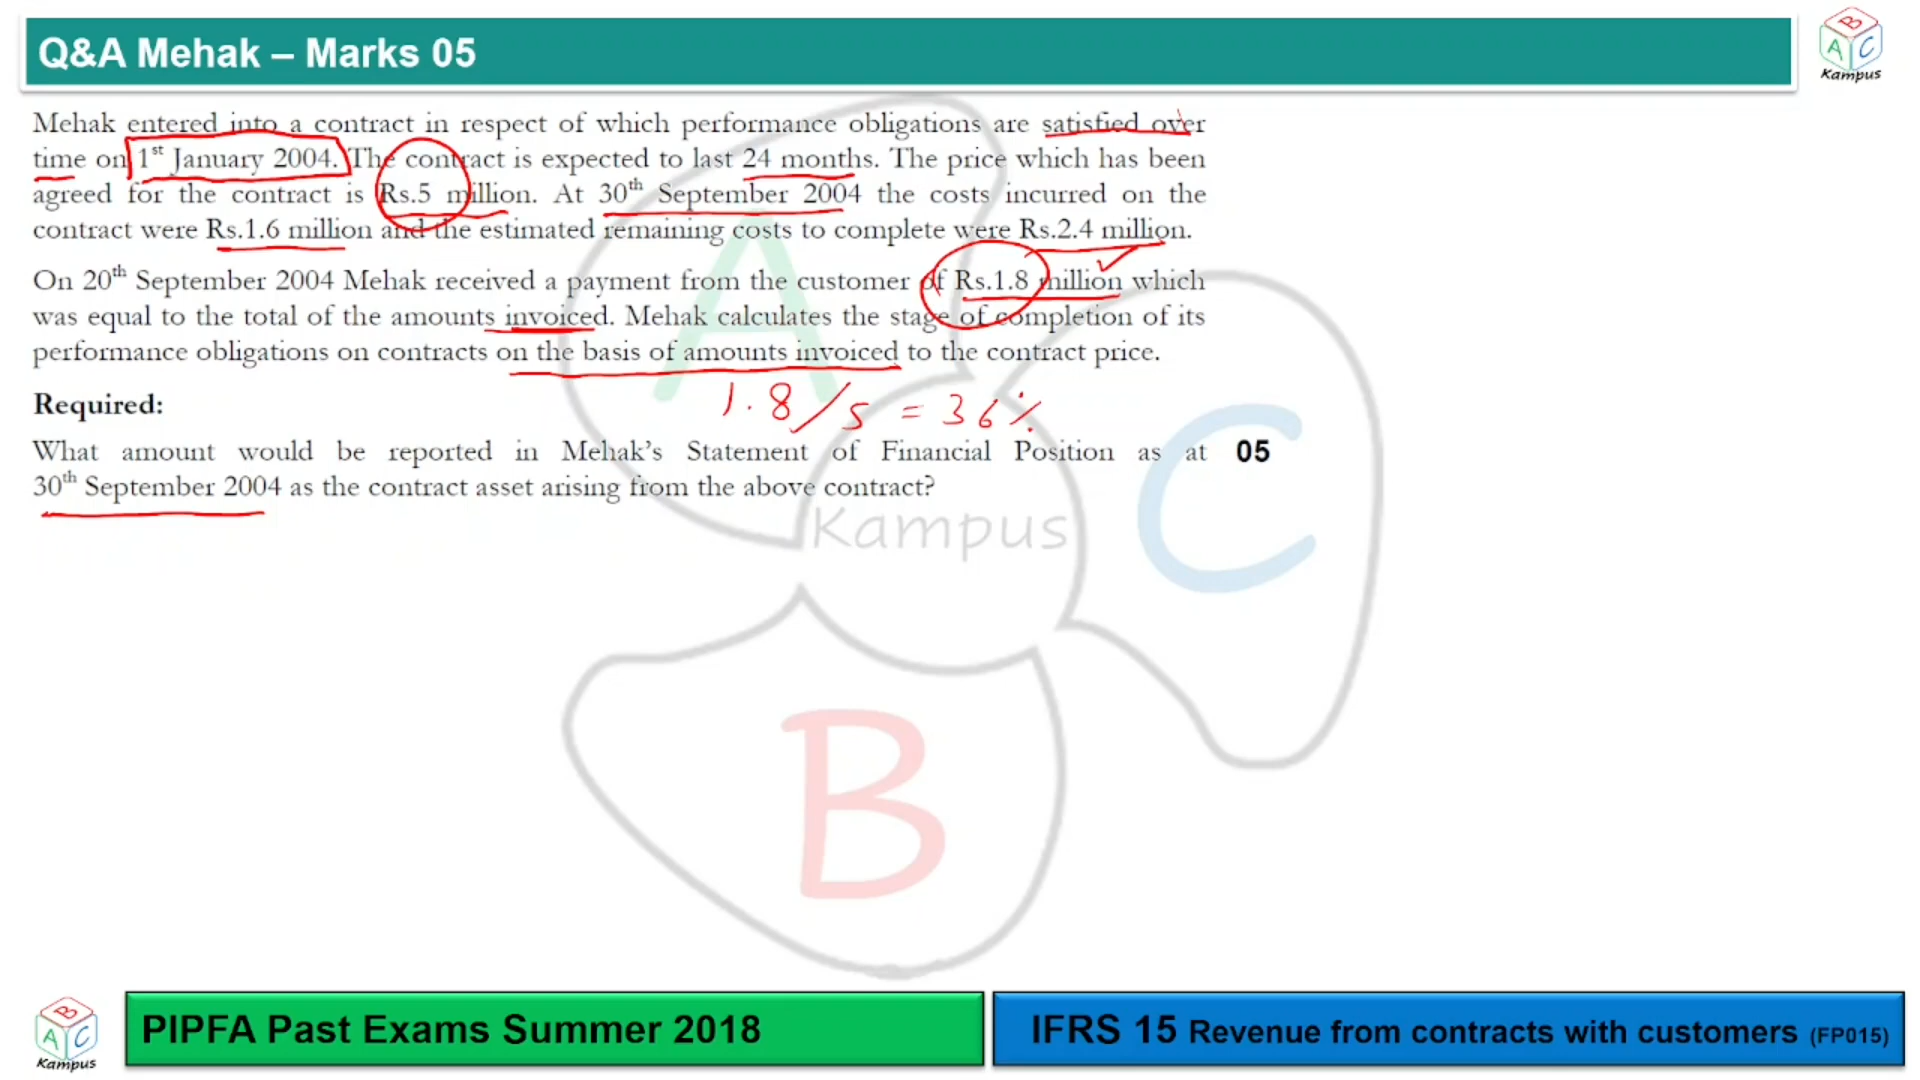 Q&A Mehak – Marks 05
B
A C
Kampus
Mehak entered into a contract in respect of which performance obligations are satisfied over
time on 1st January 2004. The contract is expected to last 24 months. The price which has been
agreed for the contract is Rs.5 million. At 30th September 2004 the costs incurred on the
contract were Rs.1.6 million and the estimated remaining costs to complete were Rs.2.4 million.
On 20th September 2004 Mehak received a payment from the customer of Rs.1.8 million which
was equal to the total of the amounts invoiced. Mehak calculates the stage of completion of its
performance obligations on contracts on the basis of amounts invoiced to the contract price.
Required:
1.8/5 = 36%
What amount would be reported in Mehak's Statement of Financial Position as at 05
30th September 2004 as the contract asset arising from the above contract?
A
Kampus
C
B
B
A C
Kampus
PIPFA Past Exams Summer 2018
IFRS 15 Revenue from contracts with customers (FP015)